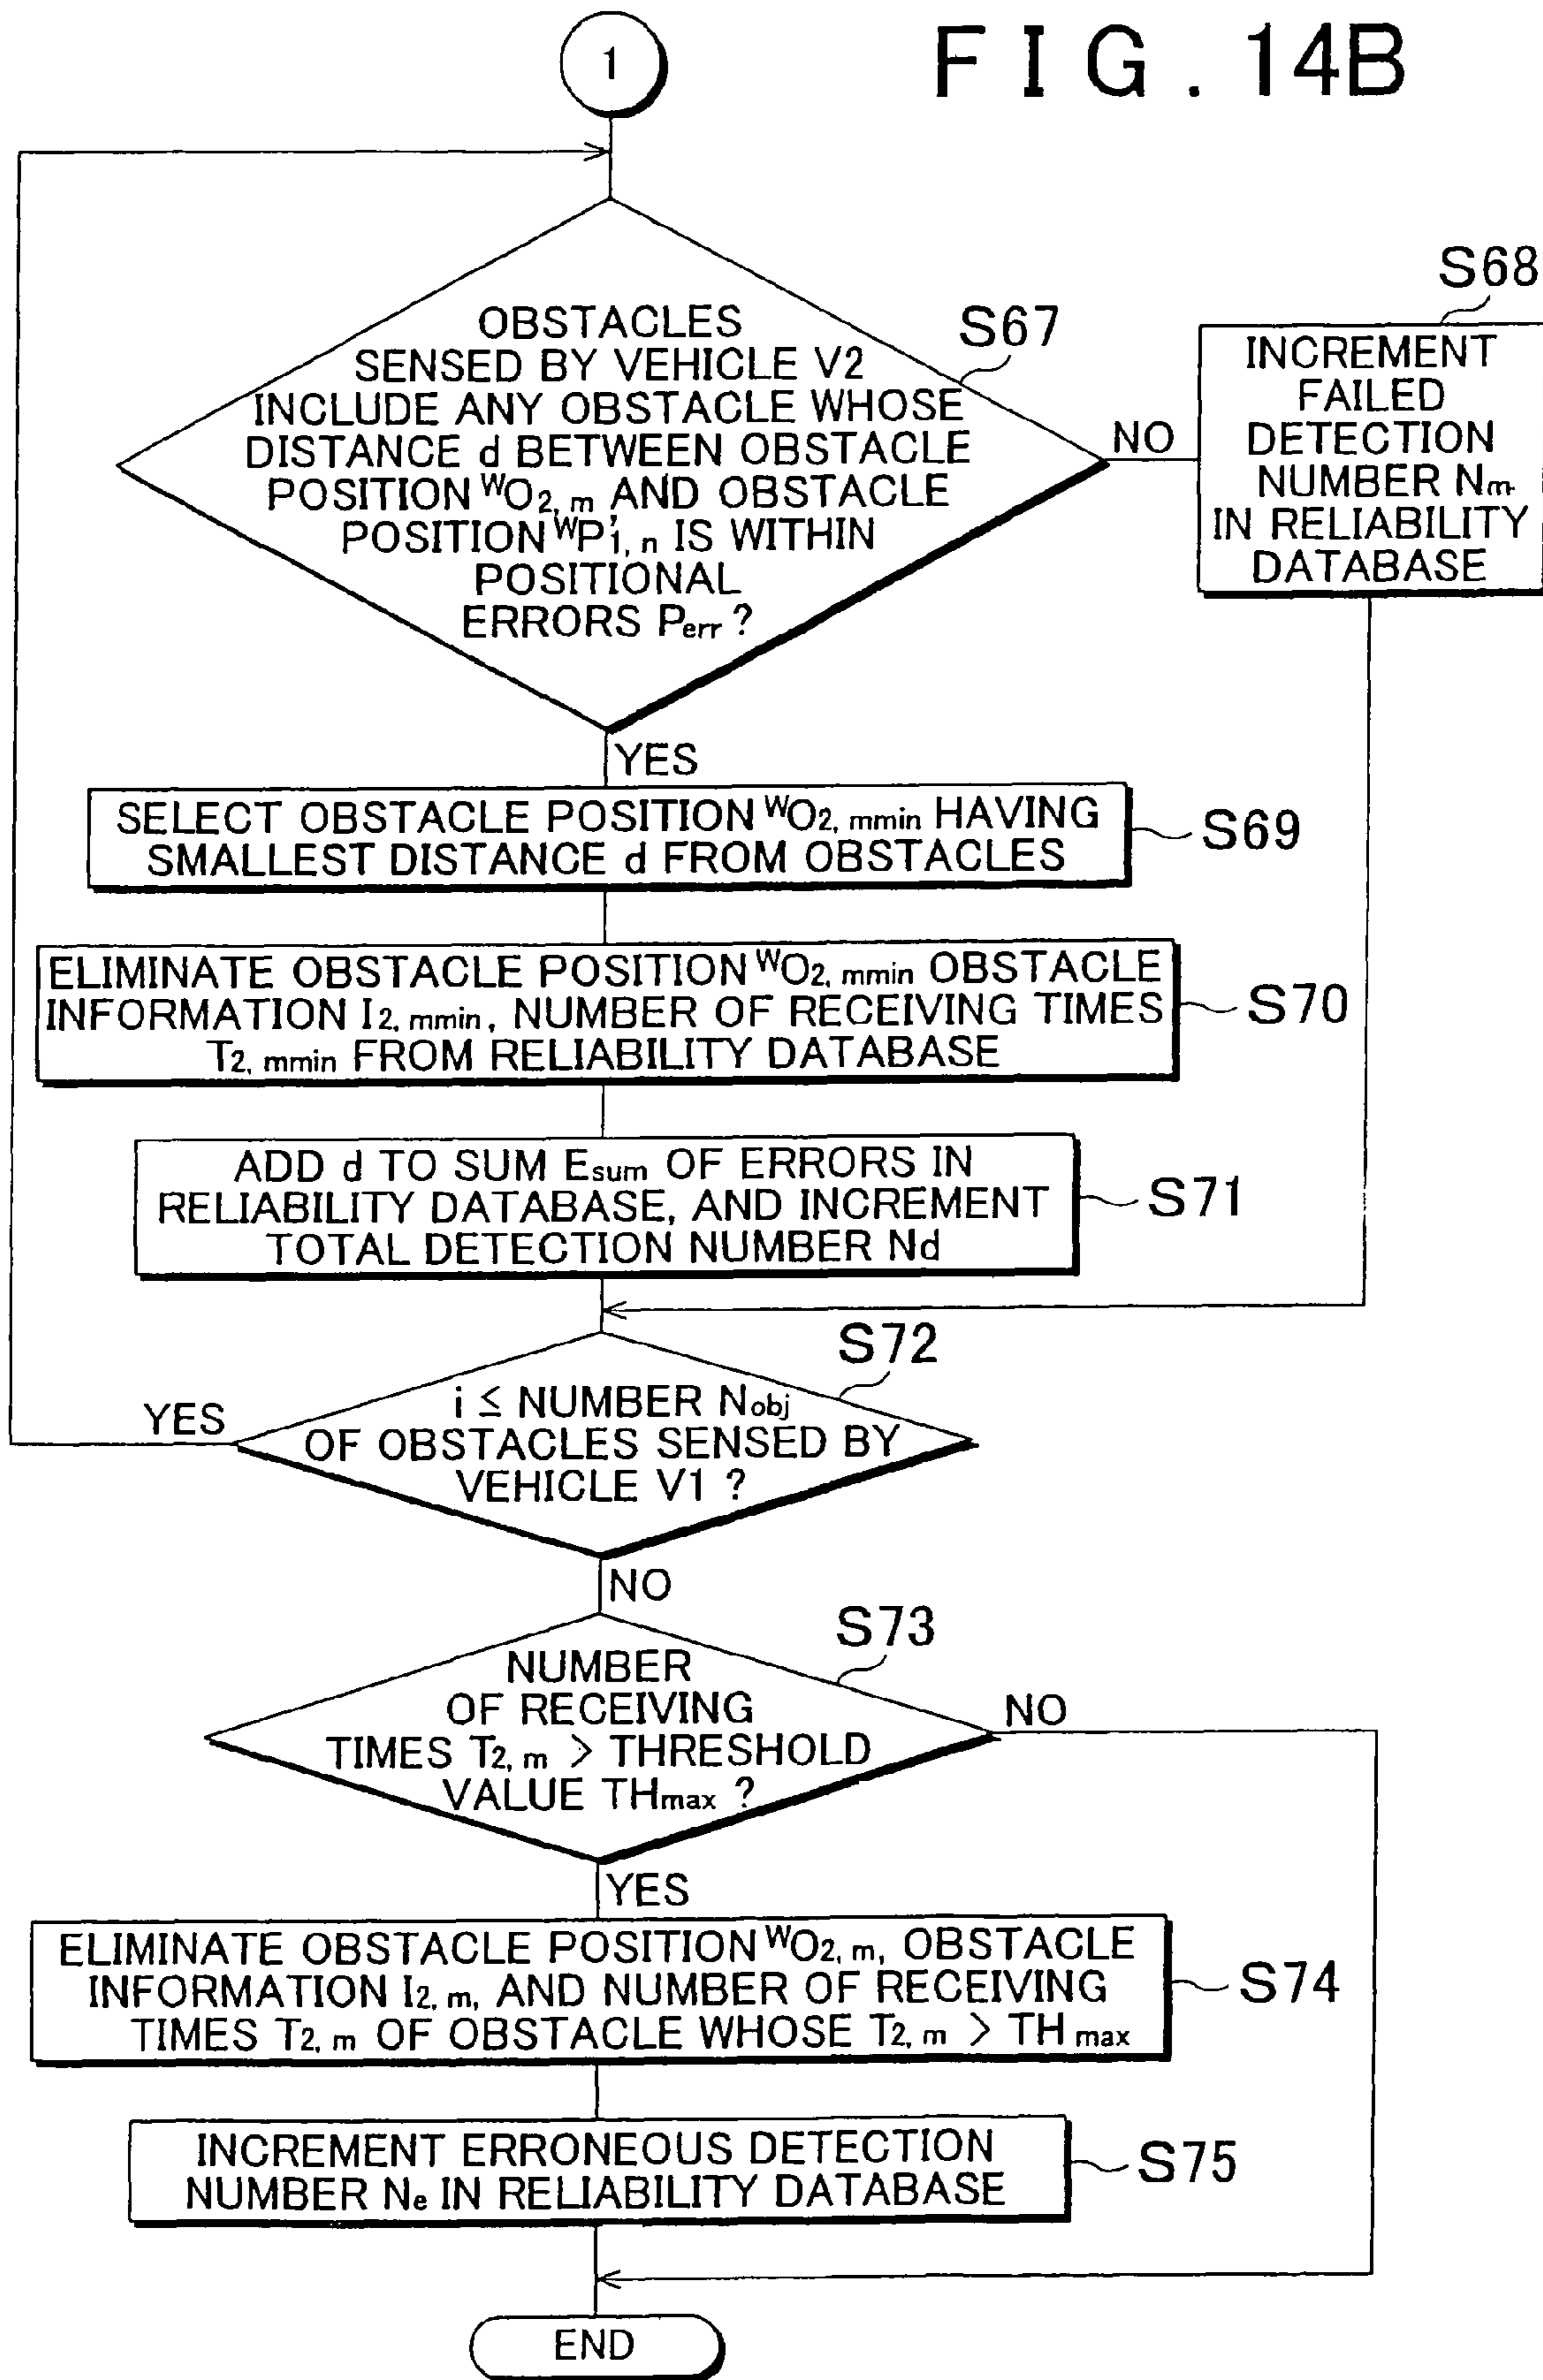 FIG. 14B
1
OBSTACLES
SENSED BY VEHICLE V2
INCLUDE ANY OBSTACLE WHOSE
DISTANCE d BETWEEN OBSTACLE
POSITION ᵂO₂,ₘ AND OBSTACLE
POSITION ᵂP'i,n IS WITHIN
POSITIONAL
ERRORS Perr ?
S67
NO
S68
INCREMENT
FAILED
DETECTION
NUMBER Nm
IN RELIABILITY
DATABASE
YES
SELECT OBSTACLE POSITION ᵂO2, mmin HAVING
SMALLEST DISTANCE d FROM OBSTACLES
S69
ELIMINATE OBSTACLE POSITION ᵂO2, mmin OBSTACLE
INFORMATION I2, mmin, NUMBER OF RECEIVING TIMES
T2, mmin FROM RELIABILITY DATABASE
S70
ADD d TO SUM Esum OF ERRORS IN
RELIABILITY DATABASE, AND INCREMENT
TOTAL DETECTION NUMBER Nd
S71
S72
i ≤ NUMBER Nobj
OF OBSTACLES SENSED BY
VEHICLE V1 ?
YES
NO
S73
NUMBER
OF RECEIVING
TIMES T2, m > THRESHOLD
VALUE THmax ?
NO
YES
ELIMINATE OBSTACLE POSITION ᵂO2, m, OBSTACLE
INFORMATION I2, m, AND NUMBER OF RECEIVING
TIMES T2, m OF OBSTACLE WHOSE T2, m > TH max
S74
INCREMENT ERRONEOUS DETECTION
NUMBER Ne IN RELIABILITY DATABASE
S75
END